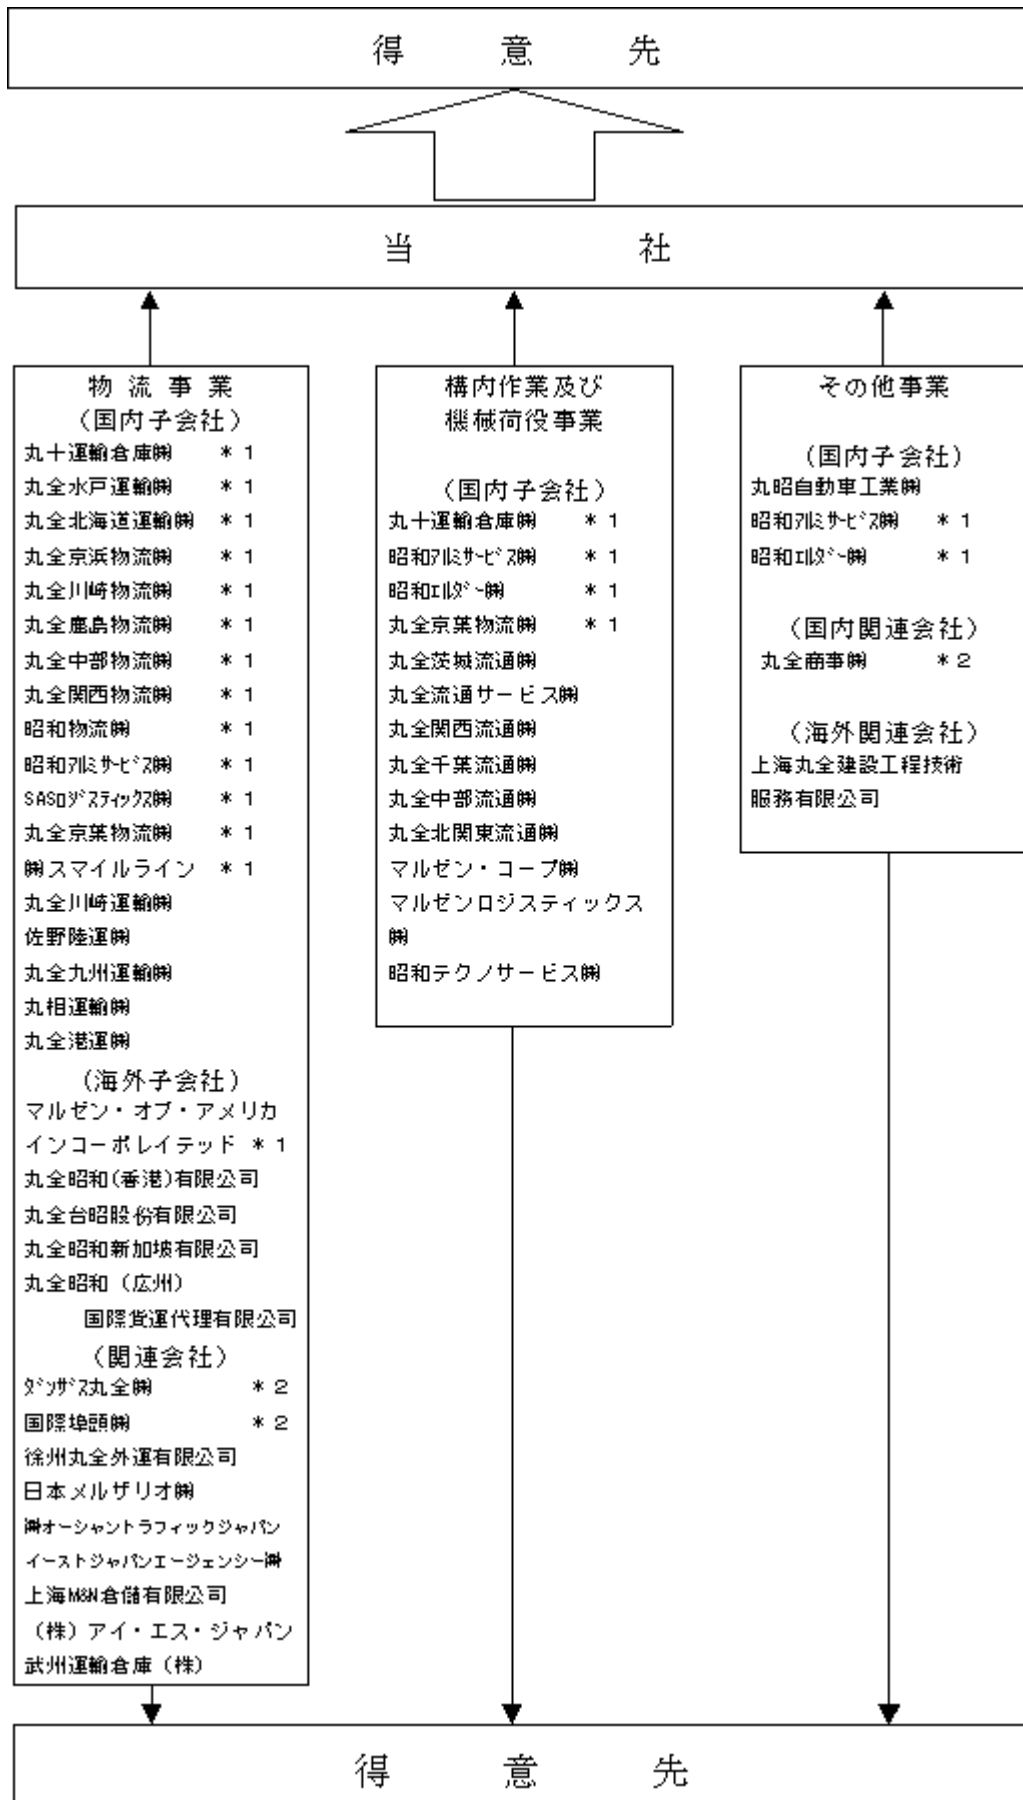 得意先
当社
物流事業
（国内子会社）
丸十運輸倉庫㈱ ＊1
丸全水戸運輸㈱ ＊1
丸全北海道運輸㈱ ＊1
丸全京浜物流㈱ ＊1
丸全川崎物流㈱ ＊1
丸全鹿島物流㈱ ＊1
丸全中部物流㈱ ＊1
丸全関西物流㈱ ＊1
昭和物流㈱ ＊1
昭和ｱﾙﾐｻｰﾋﾞｽ㈱ ＊1
SASﾛｼﾞｽﾃｨｯｸｽ㈱ ＊1
丸全京葉物流㈱ ＊1
㈱スマイルライン ＊1
丸全川崎運輸㈱
佐野陸運㈱
丸全九州運輸㈱
丸相運輸㈱
丸全港運㈱
（海外子会社）
マルゼン・オブ・アメリカ
インコーポレイテッド ＊1
丸全昭和(香港)有限公司
丸全台昭股份有限公司
丸全昭和新加坡有限公司
丸全昭和（広州）
国際貨運代理有限公司
（関連会社）
ﾀﾞﾝｻﾞｽ丸全㈱ ＊2
国際埠頭㈱ ＊2
徐州丸全外運有限公司
日本メルザリオ㈱
㈱オーシャントラフィックジャパン
イーストジャパンエージェンシー㈱
上海M&N倉儲有限公司
（株）アイ・エス・ジャパン
武州運輸倉庫（株）
構内作業及び
機械荷役事業
（国内子会社）
丸十運輸倉庫㈱ ＊1
昭和ｱﾙﾐｻｰﾋﾞｽ㈱ ＊1
昭和ｴﾙﾀﾞｰ㈱ ＊1
丸全京葉物流㈱ ＊1
丸全茨城流通㈱
丸全流通サービス㈱
丸全関西流通㈱
丸全千葉流通㈱
丸全中部流通㈱
丸全北関東流通㈱
マルゼン・コープ㈱
マルゼンロジスティックス
㈱
昭和テクノサービス㈱
その他事業
（国内子会社）
丸昭自動車工業㈱
昭和ｱﾙﾐｻｰﾋﾞｽ㈱ ＊1
昭和ｴﾙﾀﾞｰ㈱ ＊1
（国内関連会社）
丸全商事㈱ ＊2
（海外関連会社）
上海丸全建設工程技術
服務有限公司
得意先